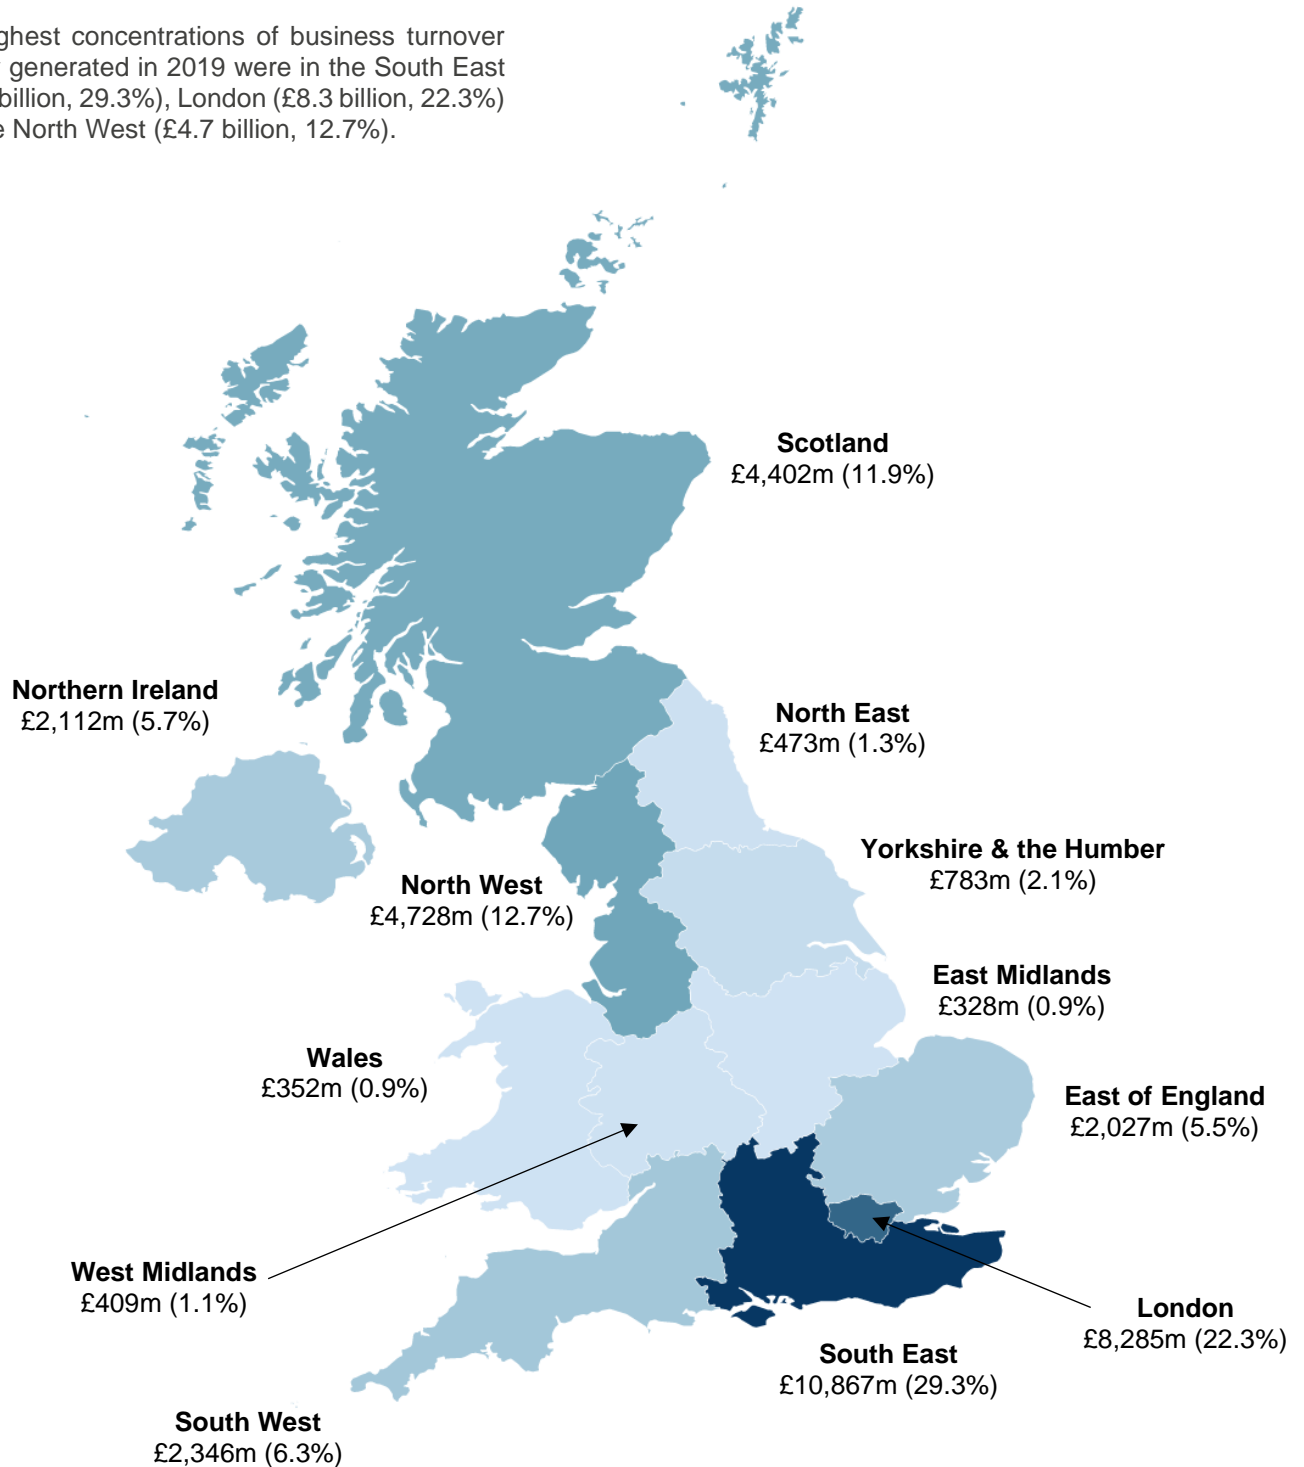 ghest concentrations of business turnover
generated in 2019 were in the South East
billion, 29.3%), London (£8.3 billion, 22.3%)
e North West (£4.7 billion, 12.7%).
Scotland
£4,402m (11.9%)
Northern Ireland
£2,112m (5.7%)
North East
£473m (1.3%)
Yorkshire & the Humber
£783m (2.1%)
North West
£4,728m (12.7%)
East Midlands
£328m (0.9%)
Wales
£352m (0.9%)
East of England
£2,027m (5.5%)
West Midlands
£409m (1.1%)
London
£8,285m (22.3%)
South East
£10,867m (29.3%)
South West
£2,346m (6.3%)